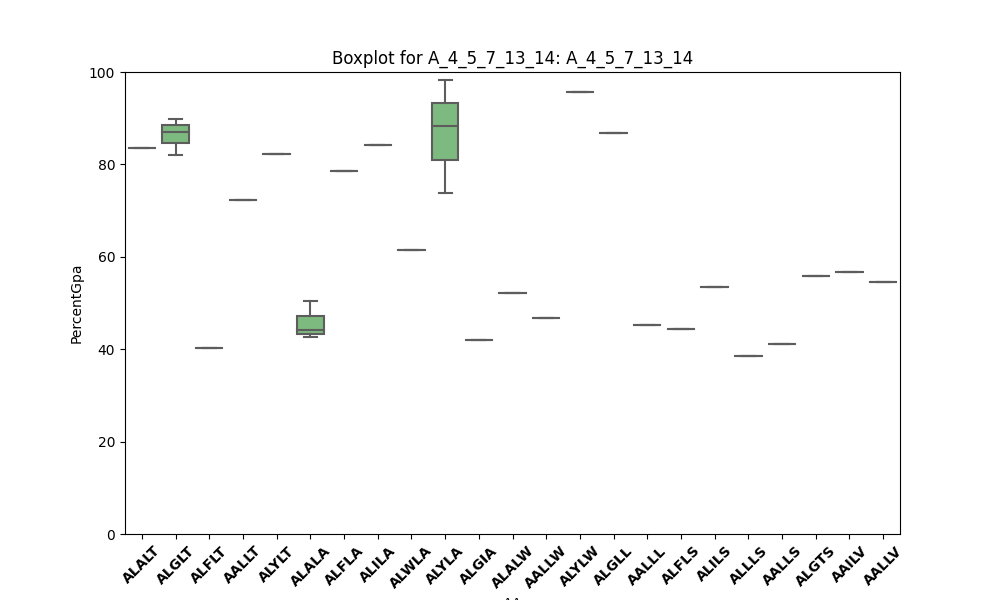 Boxplot for A_4_5_7_13_14: A_4_5_7_13_14
PercentGpa
100
80
60
40
20
0
ALALT ALGLT ALFLT AALLT ALYLT ALALA ALFLA ALILA ALWLA ALYLA ALGIA ALALW AALLW ALYLW ALGLL AALLL ALFLS ALILS ALLLS AALLS ALGTS AAILV AALLV